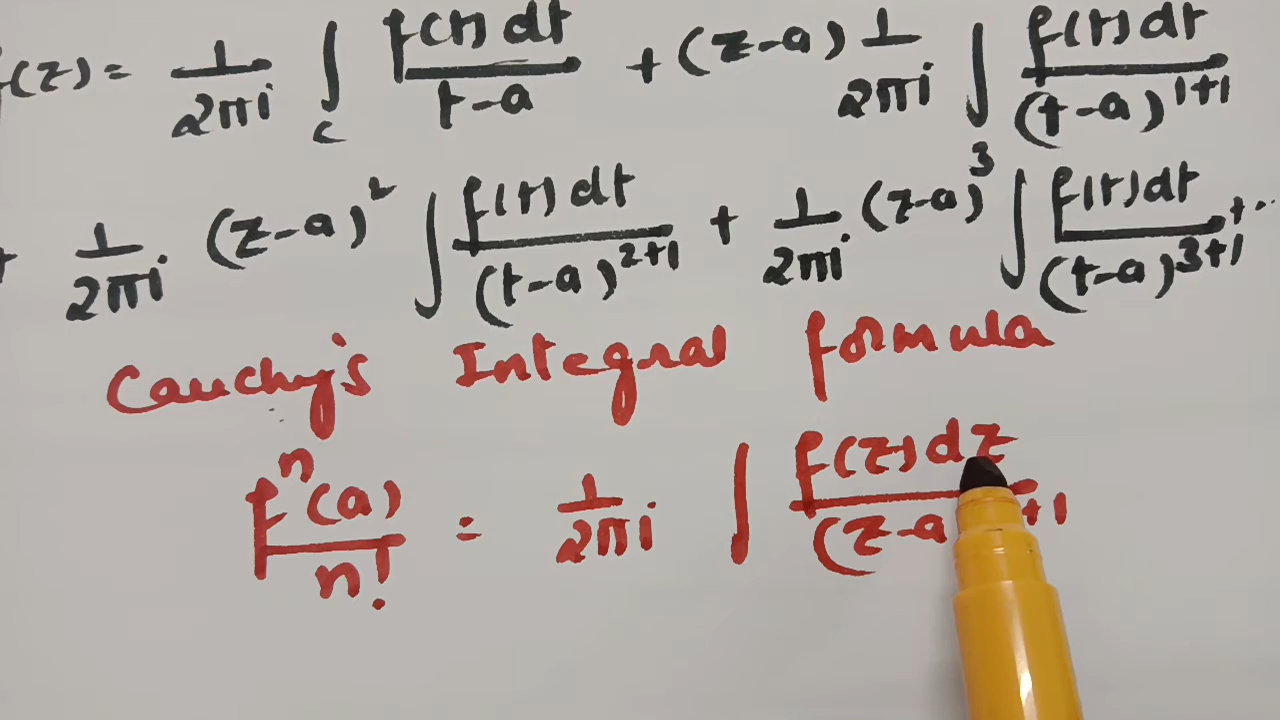 f(z) = 1/2πi ∫c f(t) dt / t-a + (z-a) 1/2πi ∫ f(t) dt / (t-a)^1+1
+ 1/2πi (z-a)^2 ∫ f(t) dt / (t-a)^2+1 + 1/2πi (z-a)^3 ∫ f(t) dt / (t-a)^3+1 + ...
Cauchy's Integral formula
f^n(a) / n! = 1/2πi ∫ f(z) dz / (z-a +1